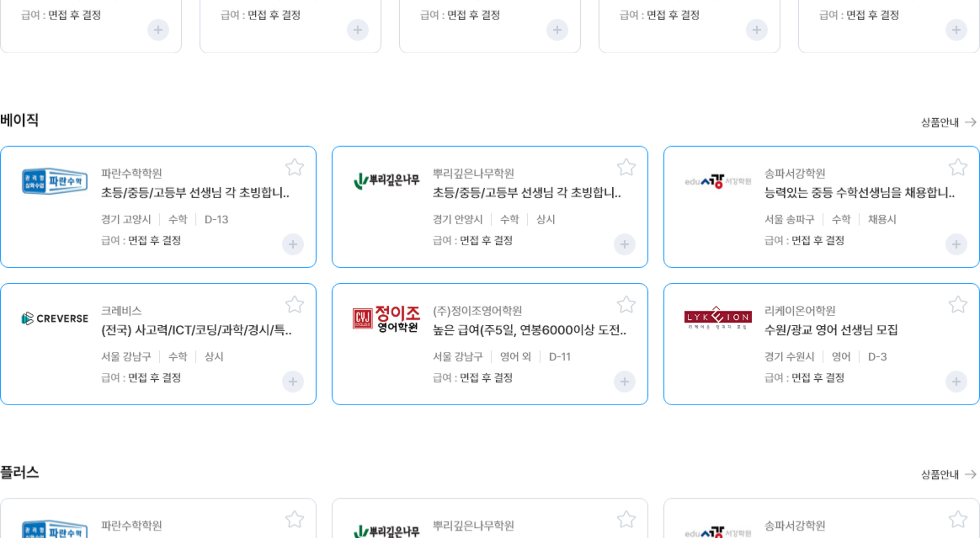 급여 : 면접 후 결정
급여 : 면접 후 결정
급여 : 면접 후 결정
급여 : 면접 후 결정
급여 : 면접 후 결정
베이직
상품안내 →
파란수학
파란수학학원
초등/중등/고등부 선생님 각 초빙합니..
경기 고양시 | 수학 | D-13
급여 : 면접 후 결정
뿌리깊은나무
뿌리깊은나무학원
초등/중등/고등부 선생님 각 초빙합니..
경기 안양시 | 수학 | 상시
급여 : 면접 후 결정
edu서강 서강학원
송파서강학원
능력있는 중등 수학선생님을 채용합니..
서울 송파구 | 수학 | 채용시
급여 : 면접 후 결정
CREVERSE
크레버스
(전국) 사고력/ICT/코딩/과학/경시/특..
서울 강남구 | 수학 | 상시
급여 : 면접 후 결정
CYJ 정이조
영어학원
(주)정이조영어학원
높은 급여(주5일, 연봉6000이상 도전..
서울 강남구 | 영어 외 | D-11
급여 : 면접 후 결정
LYKEION
리케이온어학원
수원/광교 영어 선생님 모집
경기 수원시 | 영어 | D-3
급여 : 면접 후 결정
플러스
상품안내 →
파란수학
파란수학학원
뿌리깊은나무
뿌리깊은나무학원
edu서강 서강학원
송파서강학원